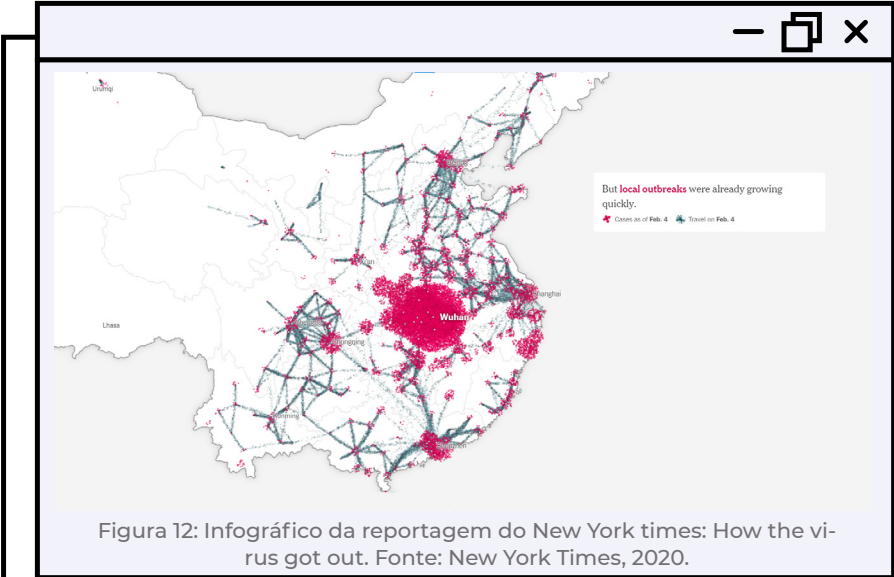 Urumqi
But local outbreaks were already growing
quickly.
Cases as of Feb. 4 Travel on Feb. 4
Shanghai
Wuhan
Lhasa
Figura 12: Infográfico da reportagem do New York times: How the vi-
rus got out. Fonte: New York Times, 2020.